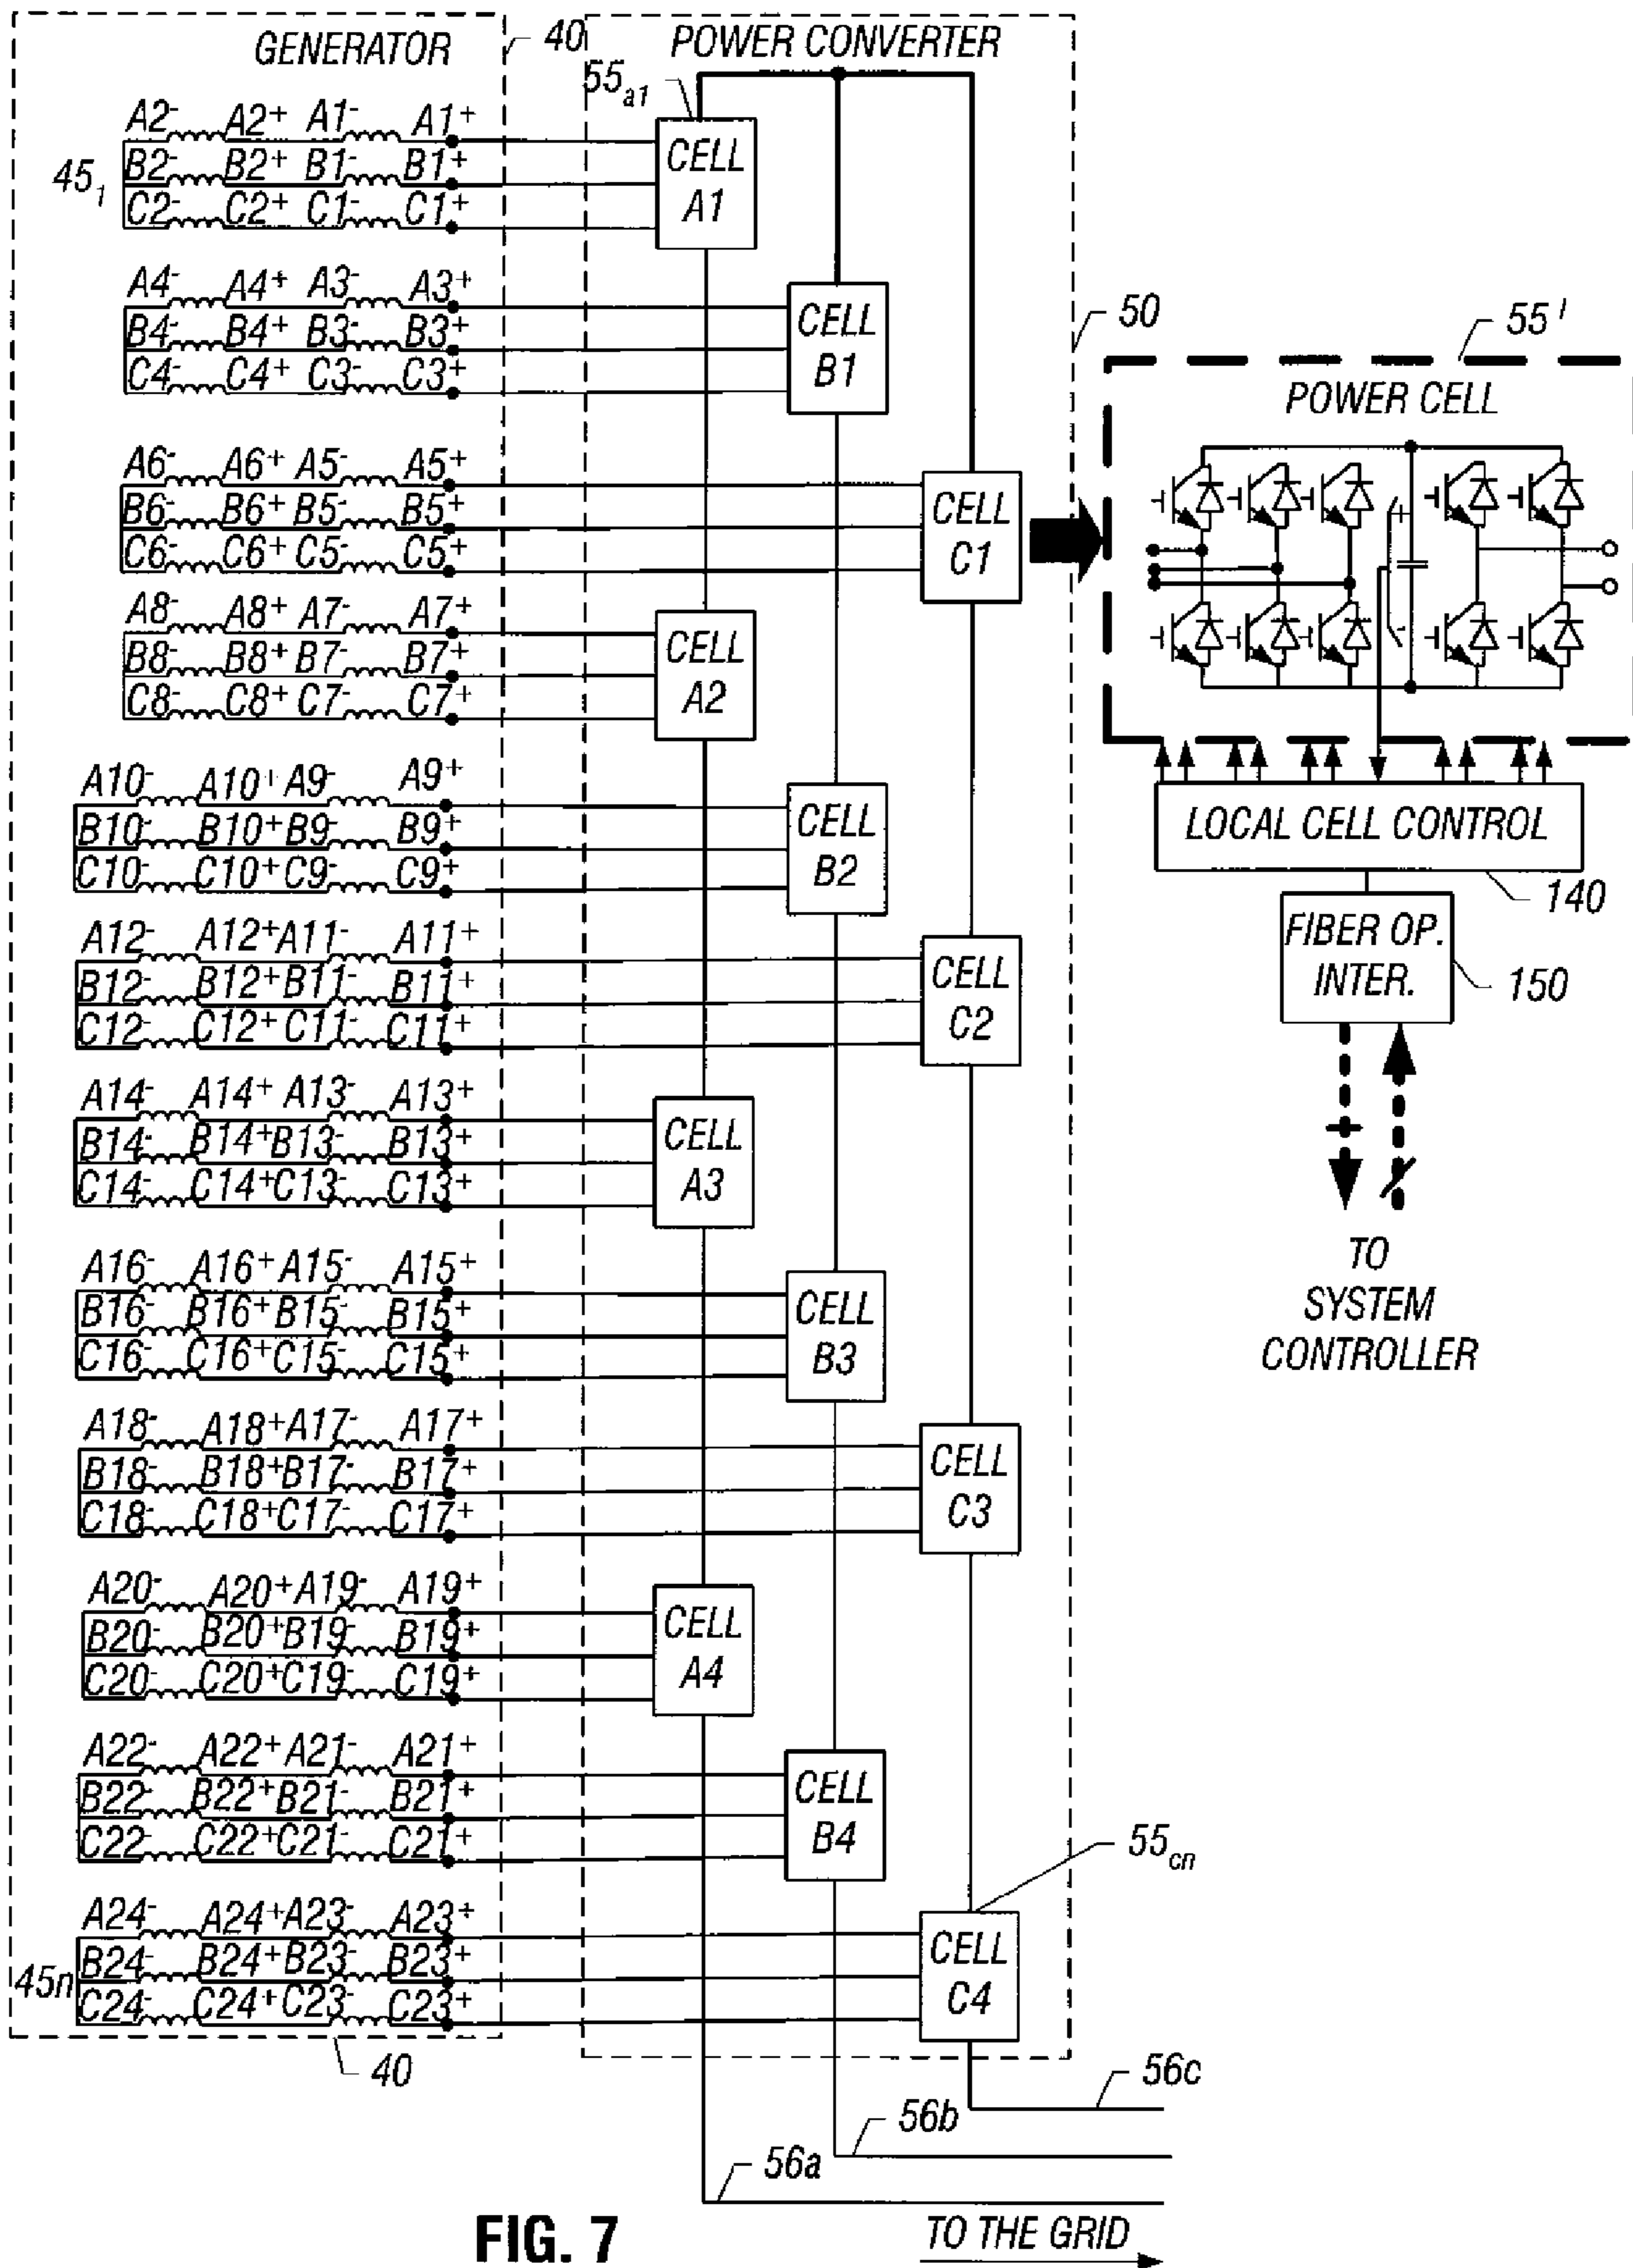 GENERATOR
40
POWER CONVERTER
55a1
45₁
A2- A2+ A1- A1+
B2- B2+ B1- B1+
C2- C2+ C1- C1+
CELL
A1
A4- A4+ A3- A3+
B4- B4+ B3- B3+
C4- C4+ C3- C3+
CELL
B1
50
A6- A6+ A5- A5+
B6- B6+ B5- B5+
C6- C6+ C5- C5+
CELL
C1
A8- A8+ A7- A7+
B8- B8+ B7- B7+
C8- C8+ C7- C7+
CELL
A2
A10- A10+ A9- A9+
B10- B10+ B9- B9+
C10- C10+ C9- C9+
CELL
B2
A12- A12+ A11- A11+
B12- B12+ B11- B11+
C12- C12+ C11- C11+
CELL
C2
A14- A14+ A13- A13+
B14- B14+ B13- B13+
C14- C14+ C13- C13+
CELL
A3
A16- A16+ A15- A15+
B16- B16+ B15- B15+
C16- C16+ C15- C15+
CELL
B3
A18- A18+ A17- A17+
B18- B18+ B17- B17+
C18- C18+ C17- C17+
CELL
C3
A20- A20+ A19- A19+
B20- B20+ B19- B19+
C20- C20+ C19- C19+
CELL
A4
A22- A22+ A21- A21+
B22- B22+ B21- B21+
C22- C22+ C21- C21+
CELL
B4
55cn
45n
A24- A24+ A23- A23+
B24- B24+ B23- B23+
C24- C24+ C23- C23+
CELL
C4
40
55'
POWER CELL
+
-
LOCAL CELL CONTROL
140
FIBER OP.
INTER.
150
TO
SYSTEM
CONTROLLER
56c
56b
56a
TO THE GRID
FIG. 7